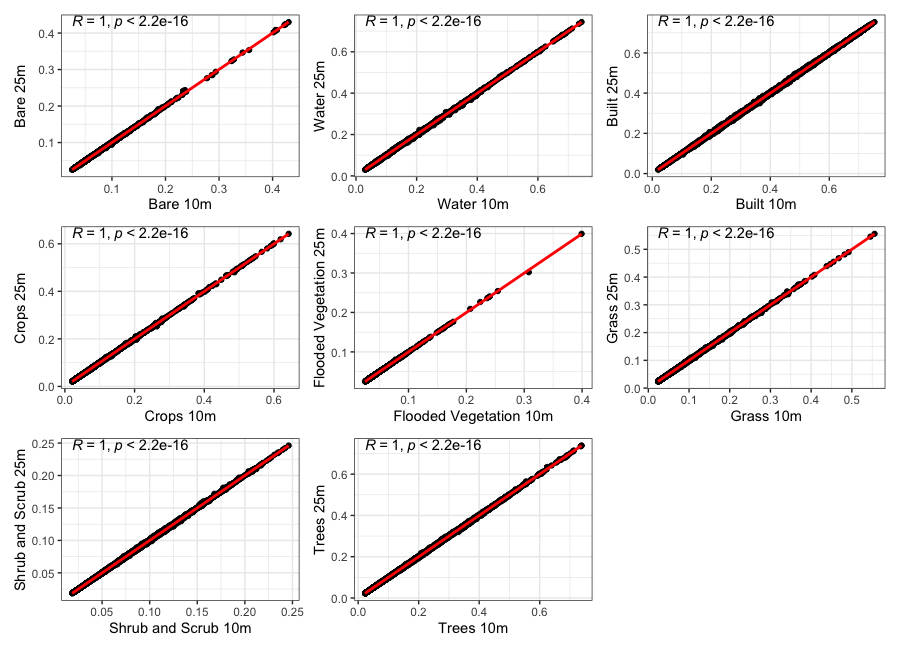 R = 1, p < 2.2e-16
Bare 25m
0.4
0.3
0.2
0.1
0.1
0.2
0.3
0.4
Bare 10m
R = 1, p < 2.2e-16
Water 25m
0.6
0.4
0.2
0.0
0.0
0.2
0.4
0.6
Water 10m
R = 1, p < 2.2e-16
Built 25m
0.6
0.4
0.2
0.0
0.0
0.2
0.4
0.6
Built 10m
R = 1, p < 2.2e-16
Crops 25m
0.6
0.4
0.2
0.0
0.0
0.2
0.4
0.6
Crops 10m
R = 1, p < 2.2e-16
Flooded Vegetation 25m
0.4
0.3
0.2
0.1
0.1
0.2
0.3
0.4
Flooded Vegetation 10m
R = 1, p < 2.2e-16
Grass 25m
0.5
0.4
0.3
0.2
0.1
0.0
0.0
0.1
0.2
0.3
0.4
0.5
Grass 10m
R = 1, p < 2.2e-16
Shrub and Scrub 25m
0.25
0.20
0.15
0.10
0.05
0.05
0.10
0.15
0.20
0.25
Shrub and Scrub 10m
R = 1, p < 2.2e-16
Trees 25m
0.6
0.4
0.2
0.0
0.0
0.2
0.4
0.6
Trees 10m